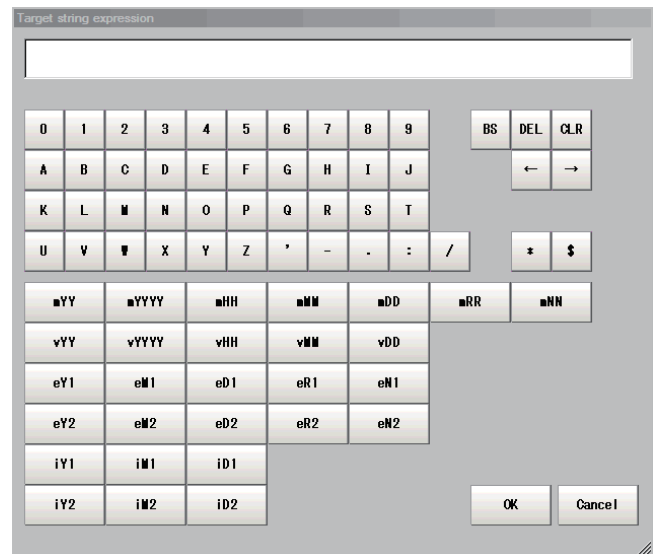 Target string expression
0 1 2 3 4 5 6 7 8 9 BS DEL CLR
A B C D E F G H I J ← →
K L M N O P Q R S T
U V W X Y Z ' - . : / * $
mYY mYYYY mHH mMM mDD mRR mNN
vYY vYYYY vHH vMM vDD
eY1 eM1 eD1 eR1 eN1
eY2 eM2 eD2 eR2 eN2
iY1 iM1 iD1
iY2 iM2 iD2 OK Cancel